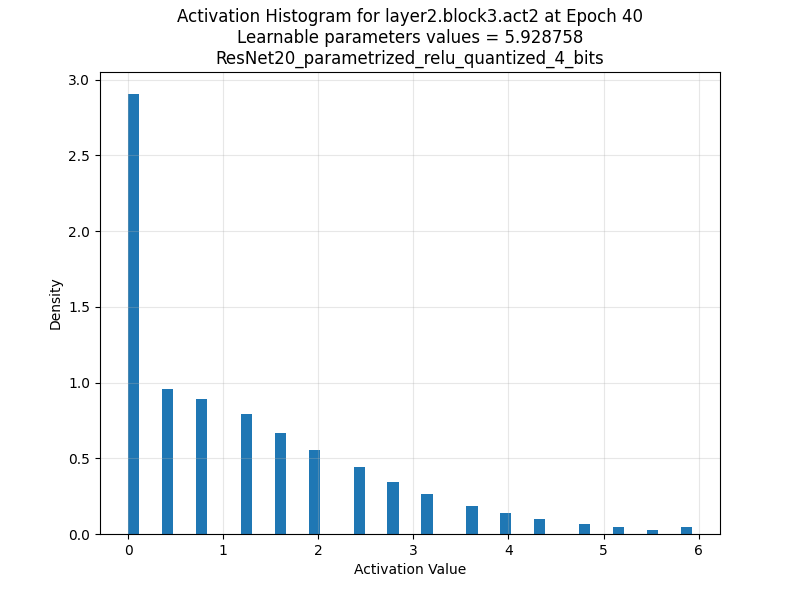 Activation Histogram for layer2.block3.act2 at Epoch 40
Learnable parameters values = 5.928758
ResNet20_parametrized_relu_quantized_4_bits
3.0
2.5
2.0
1.5
1.0
0.5
0.0
Density
0 1 2 3 4 5 6
Activation Value